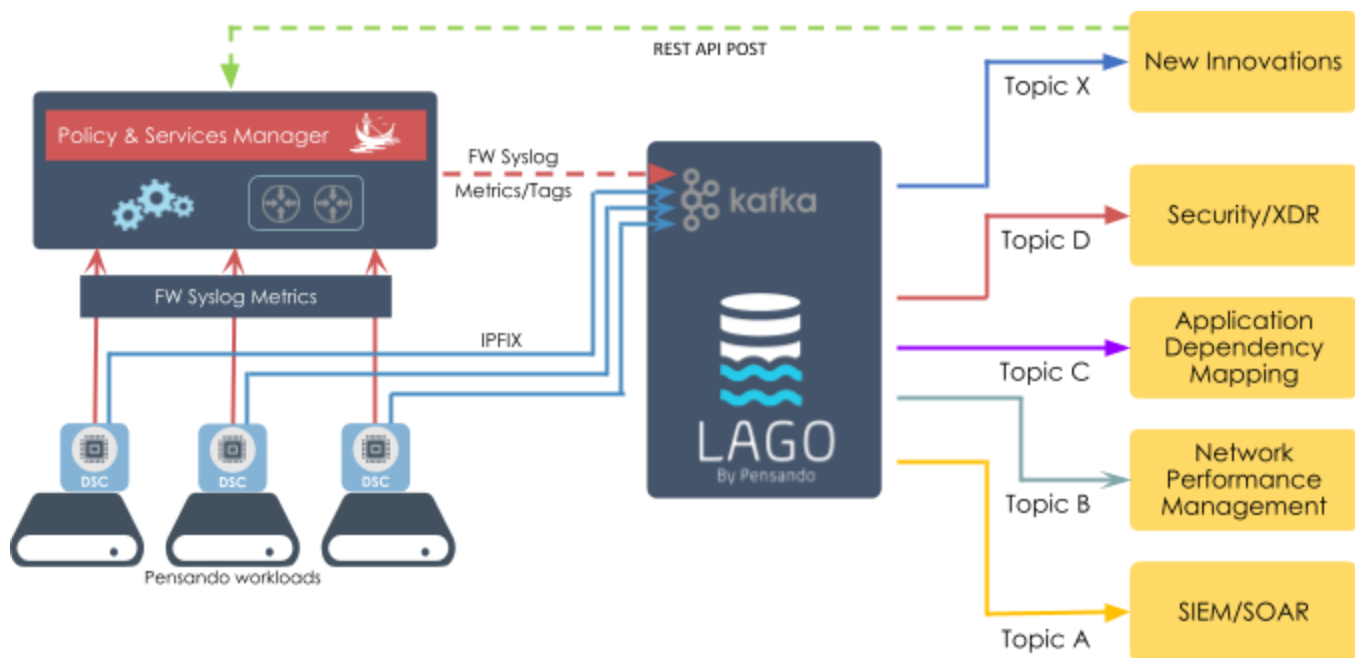 REST API POST
Policy & Services Manager
FW Syslog
Metrics/Tags
FW Syslog Metrics
IPFIX
DSC
DSC
DSC
Pensando workloads
kafka
LAGO
By Pensando
Topic X
New Innovations
Topic D
Security/XDR
Topic C
Application
Dependency
Mapping
Topic B
Network
Performance
Management
Topic A
SIEM/SOAR